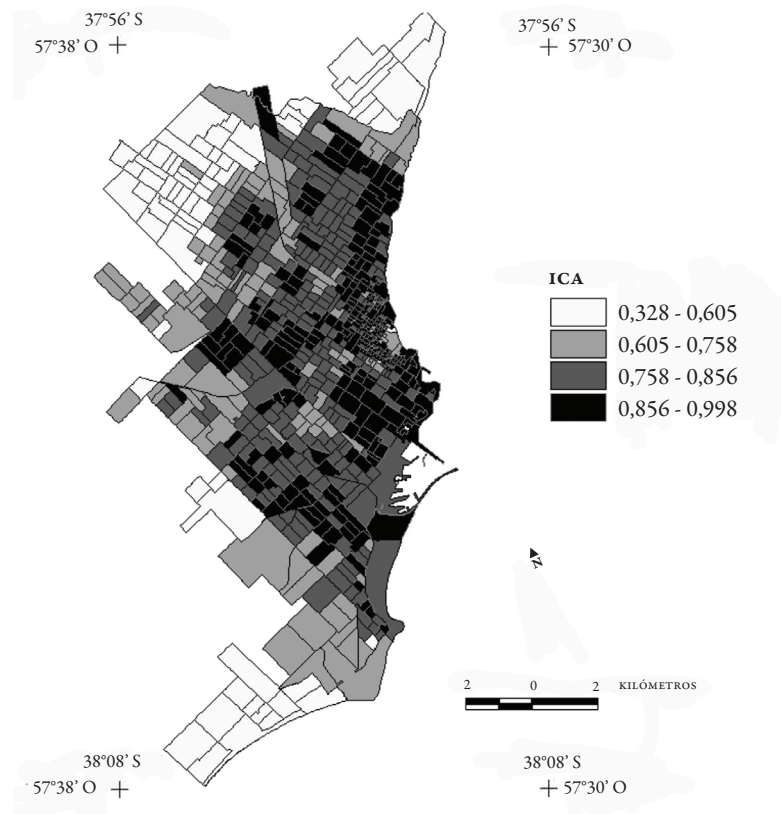 37°56’ S
57°38’ O
37°56’ S
57°30’ O
ICA
0,328 - 0,605
0,605 - 0,758
0,758 - 0,856
0,856 - 0,998
N
2 0 2 KILÓMETROS
38°08’ S
57°38’ O
38°08’ S
57°30’ O